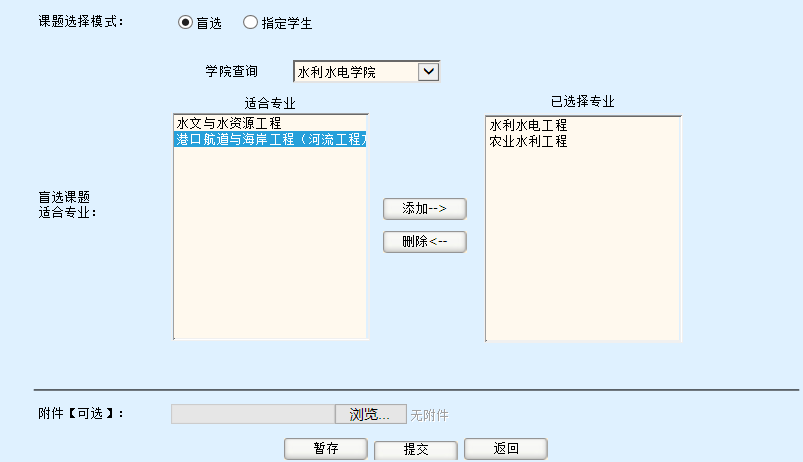 课题选择模式： 盲选 指定学生
学院查询 水利水电学院
适合专业 已选择专业
水文与水资源工程
港口航道与海岸工程（河流工程
水利水电工程
农业水利工程
盲选课题
适合专业：
添加-->
删除<--
附件【可选】： 浏览... 无附件
暂存 提交 返回